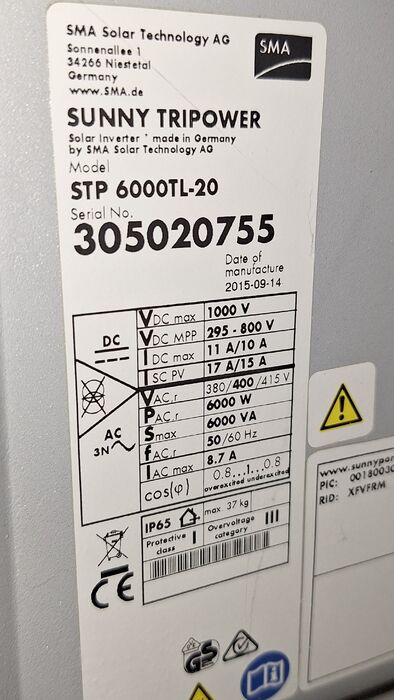 SMA Solar Technology AG
Sonnenallee 1
34266 Niestetal
Germany
www.SMA.de
SMA
SUNNY TRIPOWER
Solar Inverter * made in Germany
by SMA Solar Technology AG
Model
STP 6000TL-20
Serial No.
305020755
Date of
manufacture
2015-09-14
DC
VDC max 1000 V
VDC MPP 295 - 800 V
IDC max 11 A/10 A
ISC PV 17 A/15 A
AC
3N
VAC,r 380/400/415 V
PAC,r 6000 W
Smax 6000 VA
fAC,r 50/60 Hz
IAC max 8.7 A
cos(φ) 0.8...1...0.8
overexcited underexcited
IP65 max. 37kg
Protective class I Overvoltage category III
CE
GS
www.sunnypor
PIC: 0018003
RID: XFVFRM